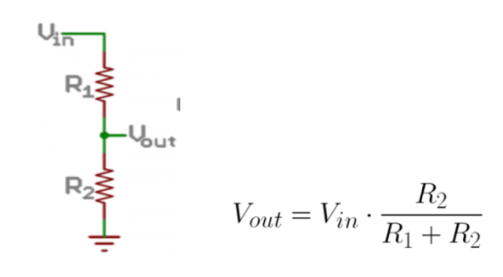 Vin
R1
Vout
R2
Vout = Vin · R2 / (R1 + R2)